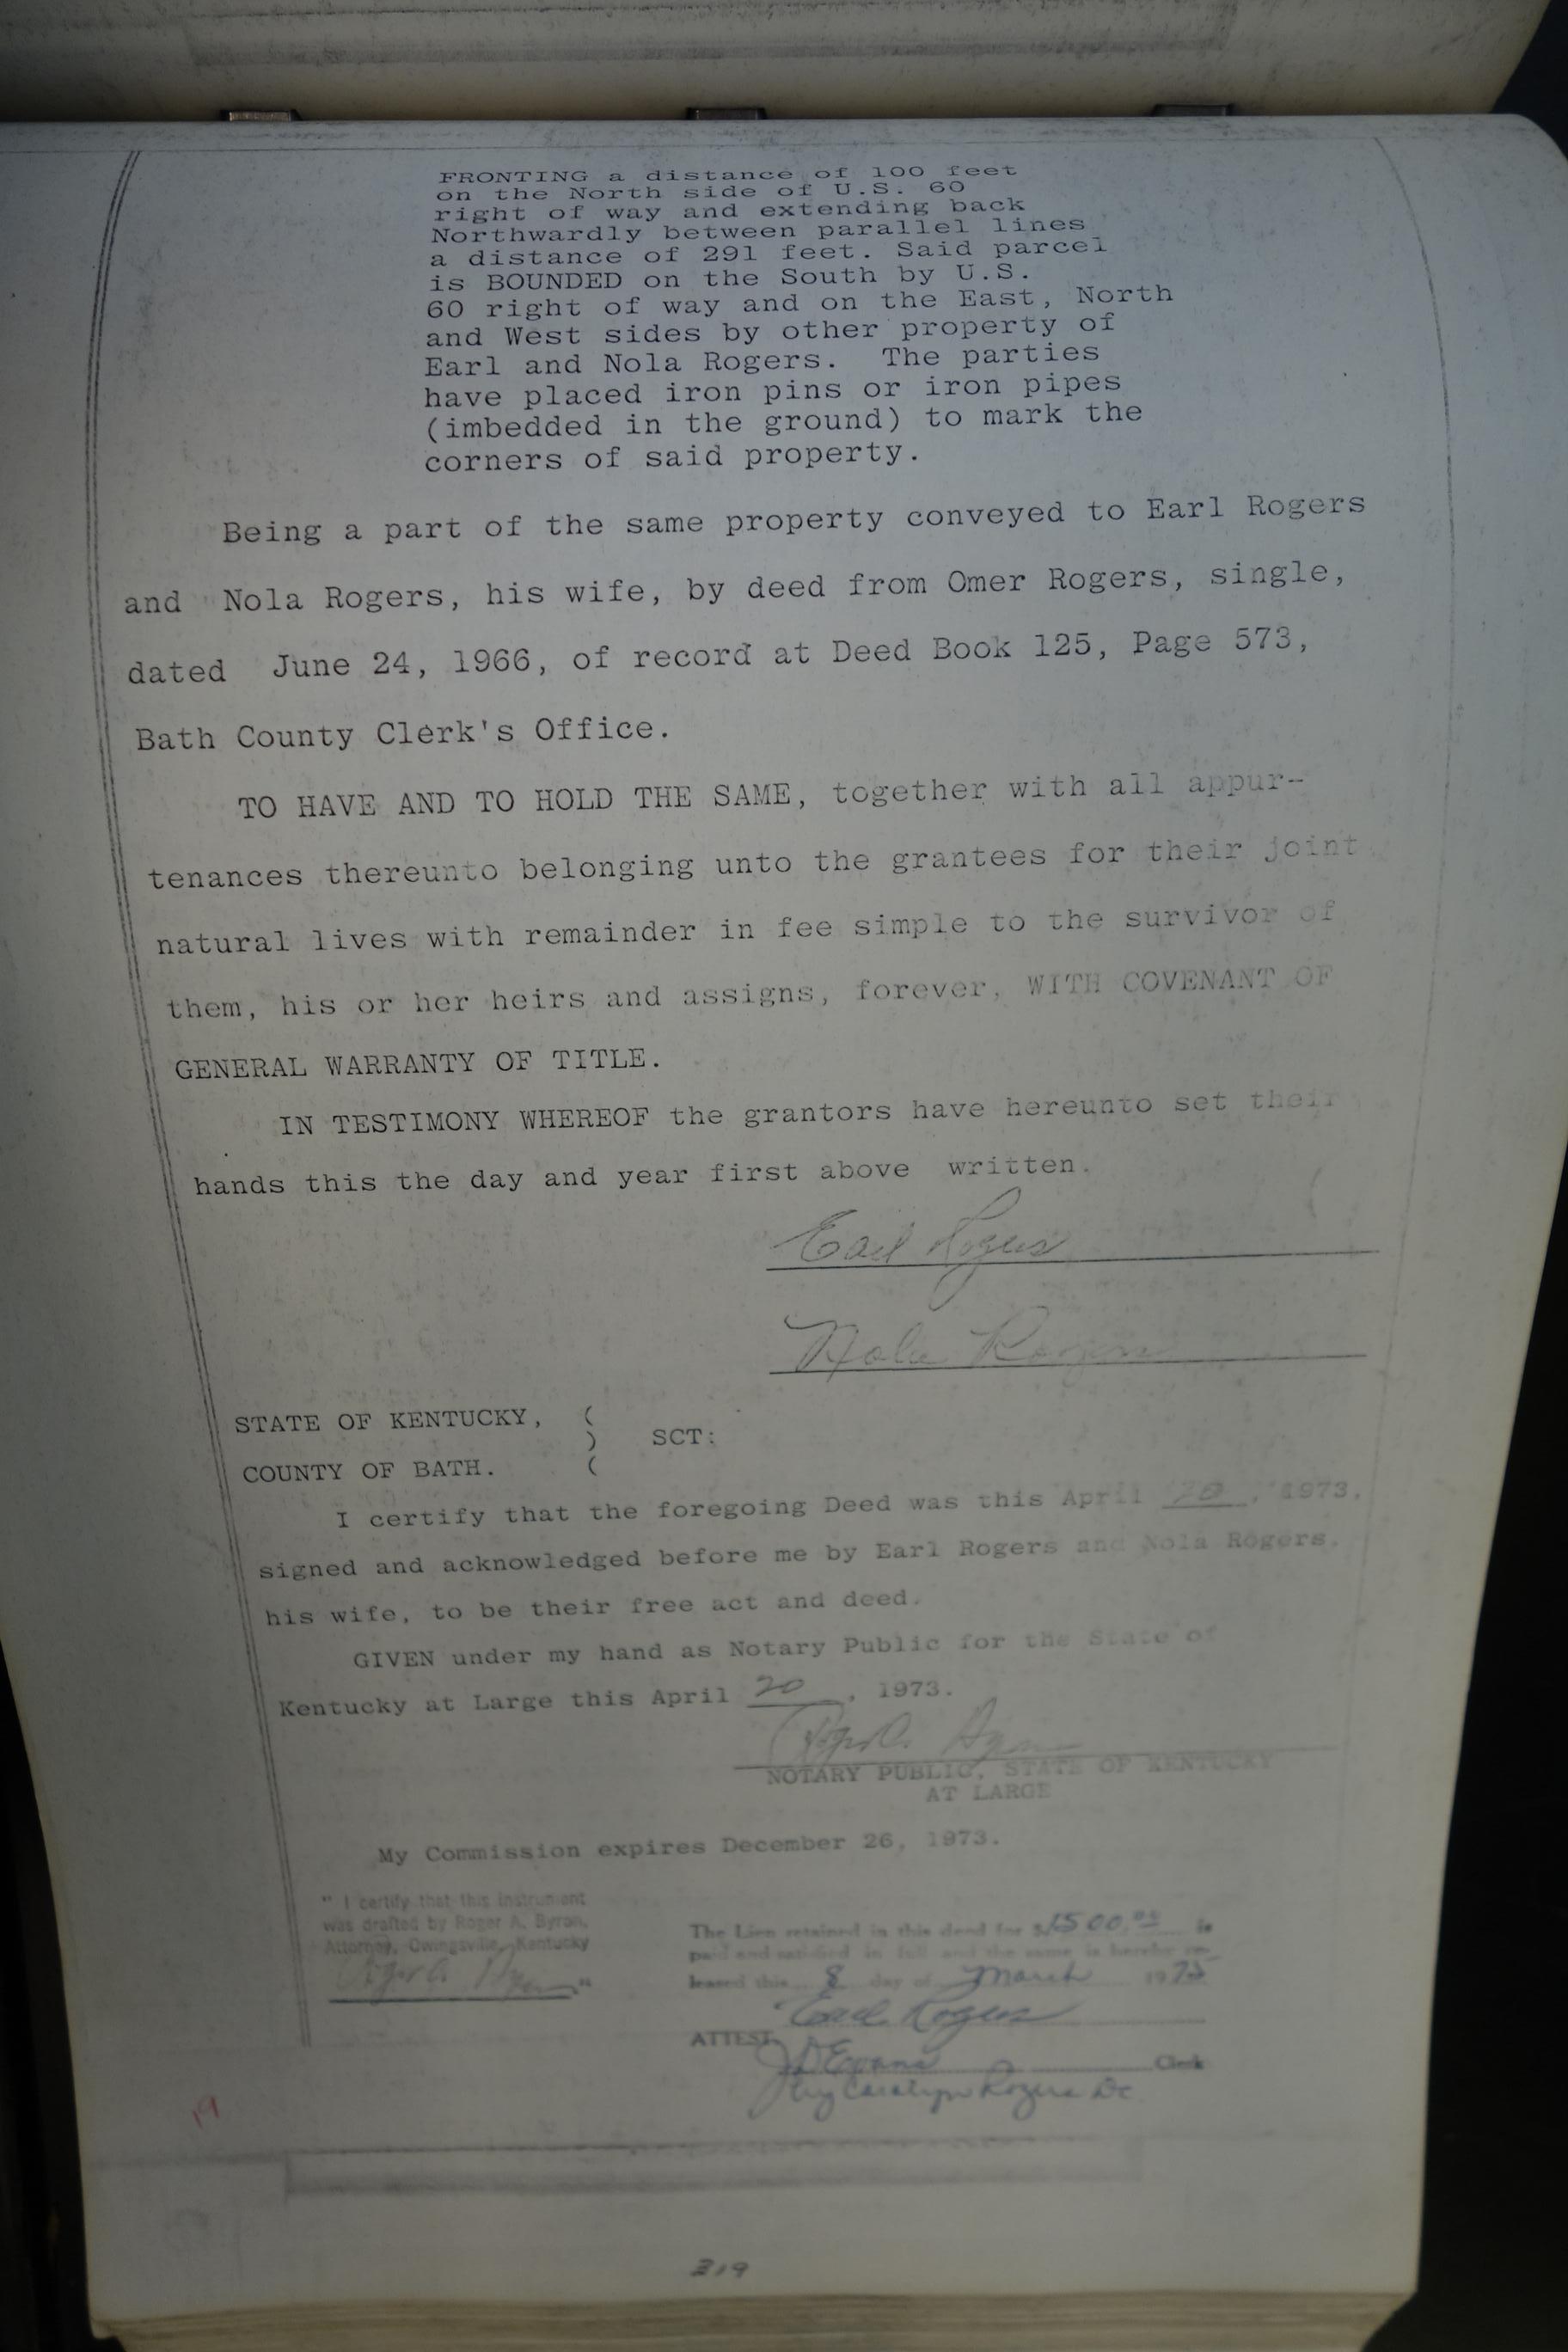 FRONTING a distance of 100 feet
on the North side of U.S. 60
right of way and extending back
Northwardly between parallel lines
a distance of 291 feet. Said parcel
is BOUNDED on the South by U.S.
60 right of way and on the East, North
and West sides by other property of
Earl and Nola Rogers. The parties
have placed iron pins or iron pipes
(imbedded in the ground) to mark the
corners of said property.
Being a part of the same property conveyed to Earl Rogers
and Nola Rogers, his wife, by deed from Omer Rogers, single,
dated June 24, 1966, of record at Deed Book 125, Page 573,
Bath County Clerk's Office.
TO HAVE AND TO HOLD THE SAME, together with all appur-
tenances thereunto belonging unto the grantees for their joint
natural lives with remainder in fee simple to the survivor of
them, his or her heirs and assigns, forever, WITH COVENANT OF
GENERAL WARRANTY OF TITLE.
IN TESTIMONY WHEREOF the grantors have hereunto set their
hands this the day and year first above written.
Earl Rogers
Nola Rogers
STATE OF KENTUCKY, (
) SCT:
COUNTY OF BATH. (
I certify that the foregoing Deed was this April 20, 1973,
signed and acknowledged before me by Earl Rogers and Nola Rogers,
his wife, to be their free act and deed.
GIVEN under my hand as Notary Public for the State of
Kentucky at Large this April 20, 1973.
Roger A. Byron
NOTARY PUBLIC, STATE OF KENTUCKY
AT LARGE
My Commission expires December 26, 1973.
" I certify that this instrument
was drafted by Roger A. Byron,
Attorney, Owingsville, Kentucky
Roger A. Byron"
The Lien retained in this deed for $1500.00 is
paid and satisfied in full and the same is hereby re-
leased this 8 day of March 1975
Earl Rogers
ATTEST:
J D Evans Clerk
By Carolyn Rogers DC
19
319